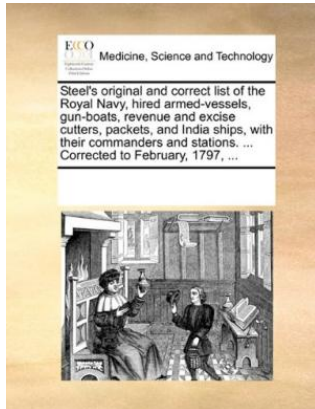 ECCO
Medicine, Science and Technology
Steel's original and correct list of the
Royal Navy, hired armed-vessels,
gun-boats, revenue and excise
cutters, packets, and India ships, with
their commanders and stations. ...
Corrected to February, 1797, ...